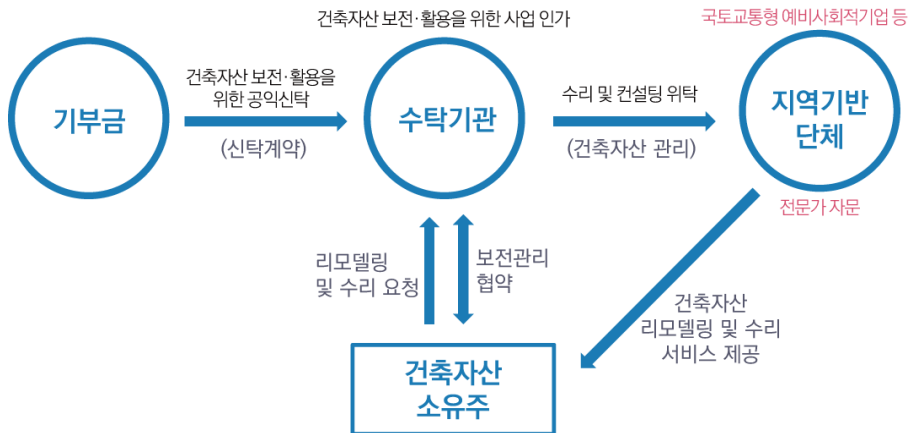 건축자산 보전·활용을 위한 사업 인가
국토교통형 예비사회적기업 등
기부금
건축자산 보전·활용을
위한 공익신탁
(신탁계약)
수탁기관
수리 및 컨설팅 위탁
(건축자산 관리)
지역기반
단체
전문가 자문
리모델링
및 수리 요청
보전관리
협약
건축자산
리모델링 및 수리
서비스 제공
건축자산
소유주